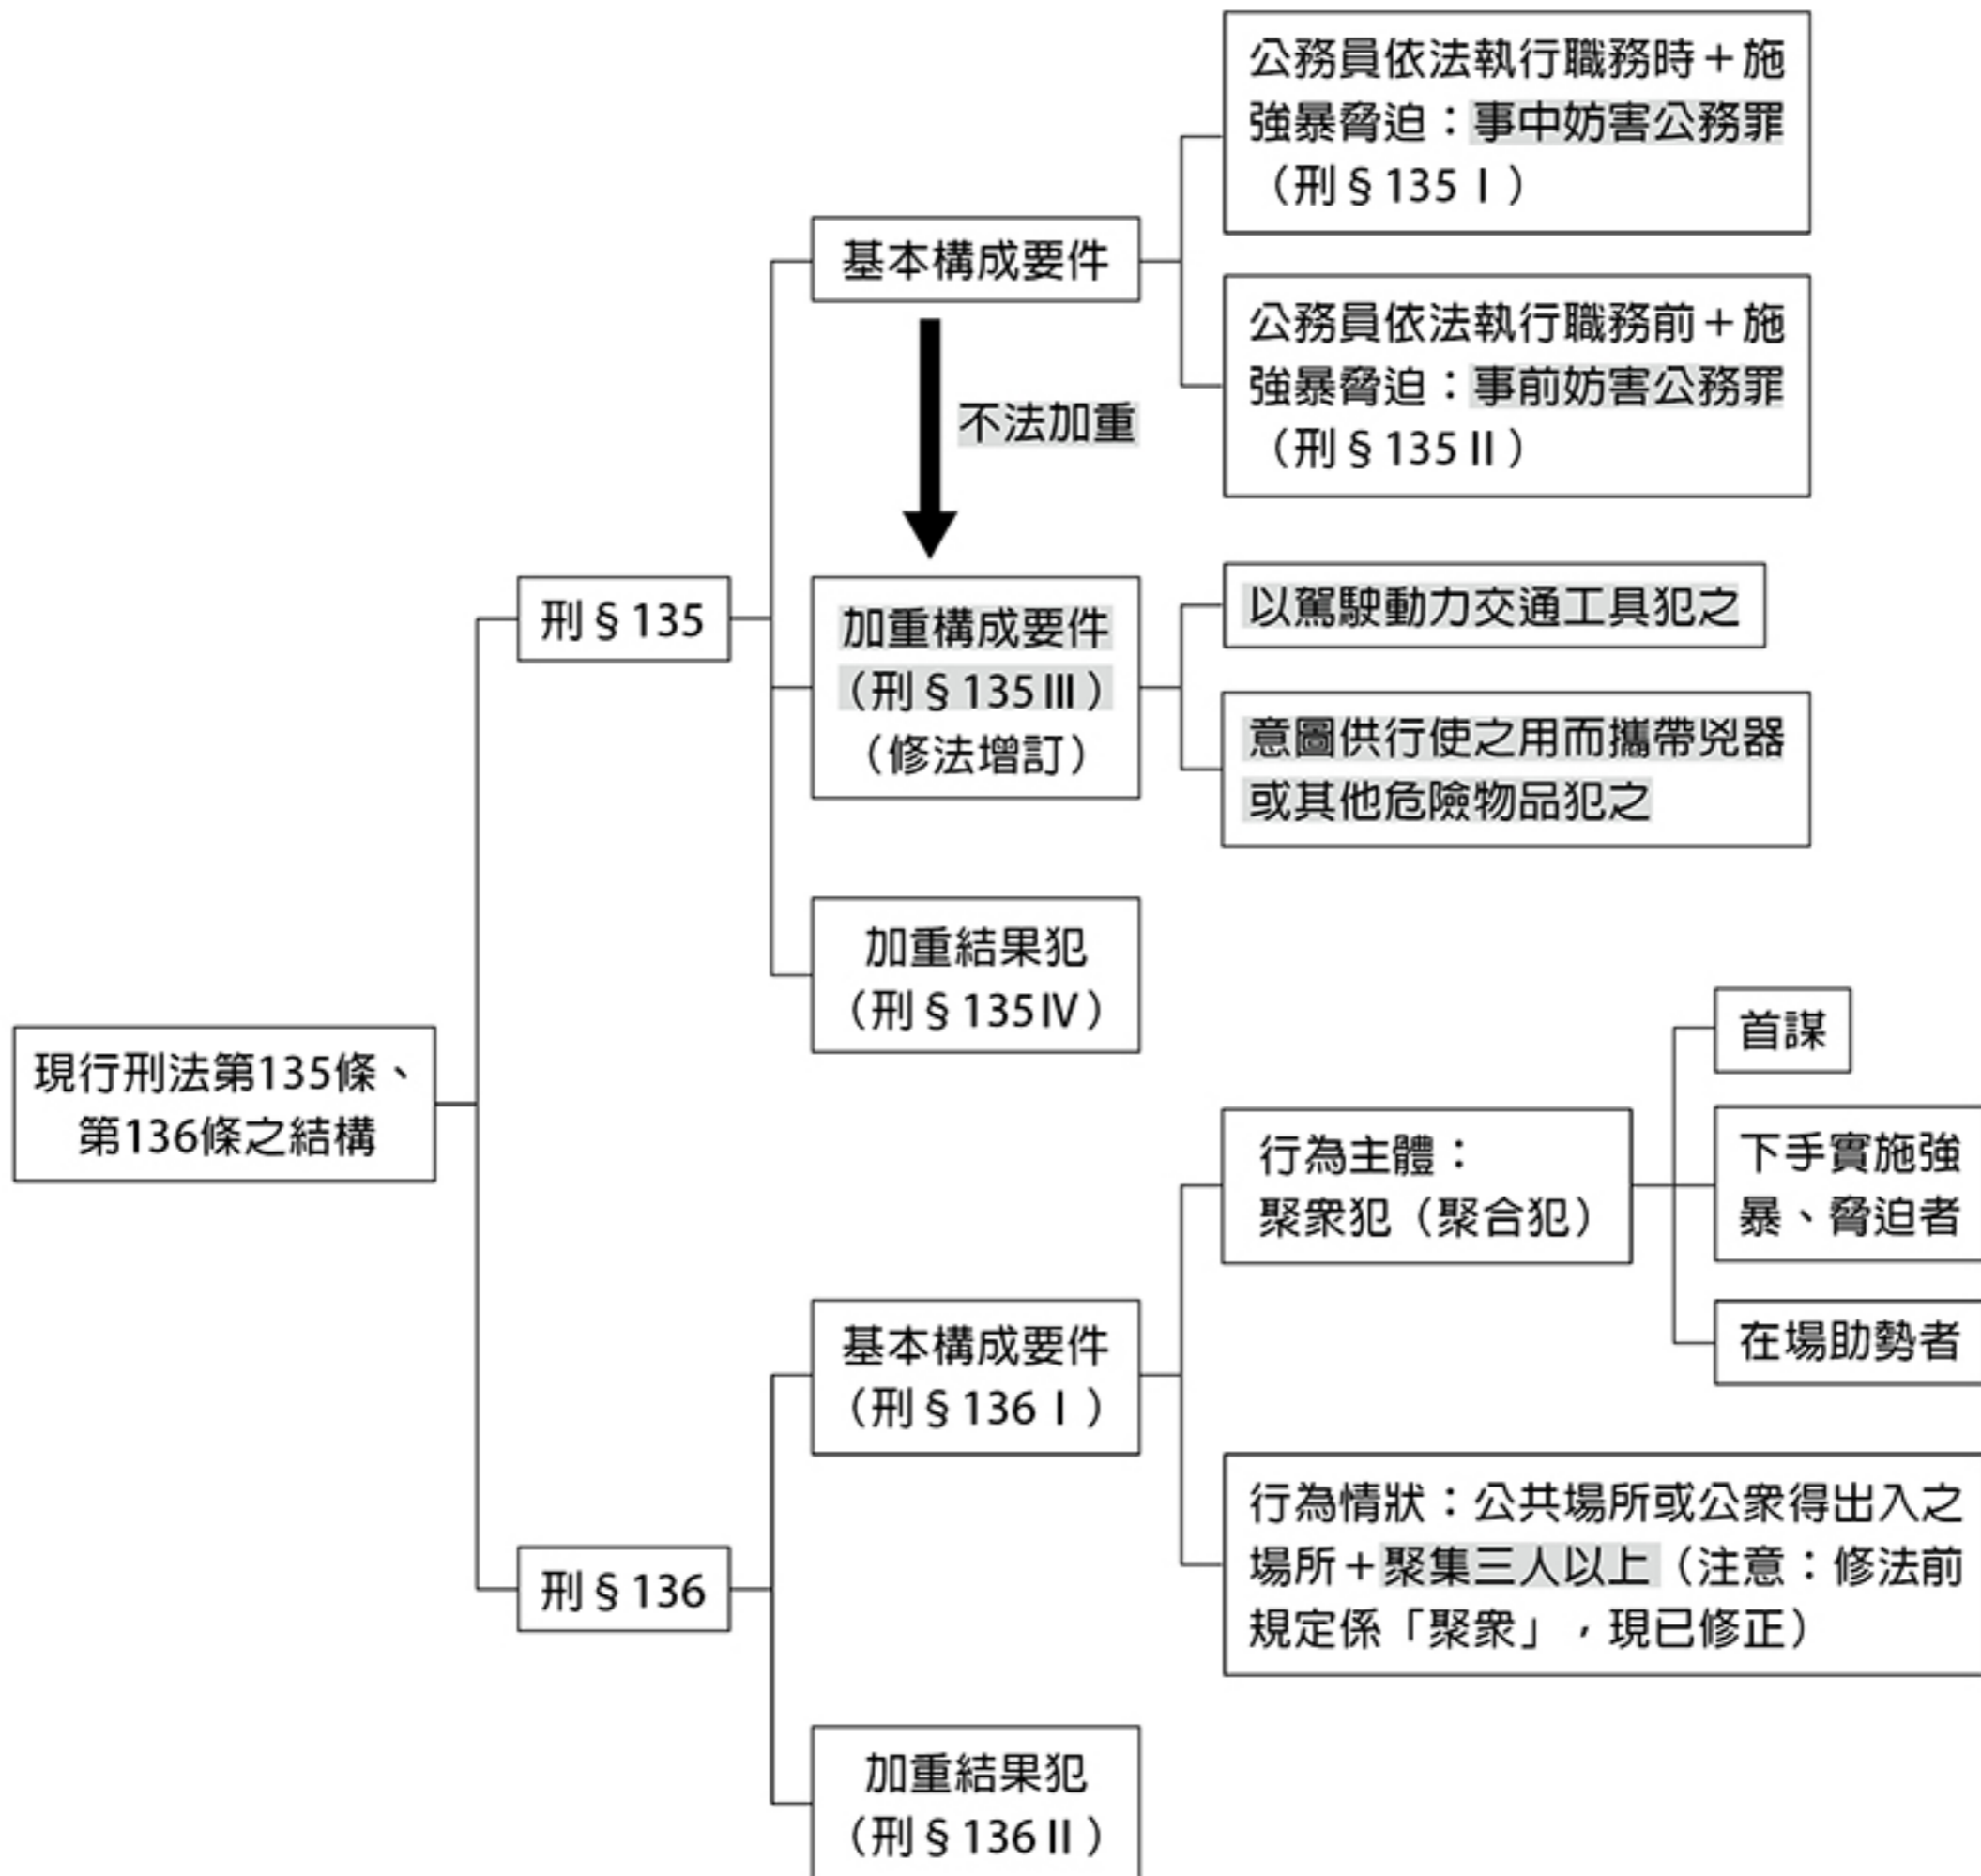 現行刑法第135條、
第136條之結構
刑§135
基本構成要件
公務員依法執行職務時＋施
強暴脅迫：事中妨害公務罪
（刑§135Ⅰ）
公務員依法執行職務前＋施
強暴脅迫：事前妨害公務罪
（刑§135Ⅱ）
不法加重
加重構成要件
（刑§135Ⅲ）
（修法增訂）
以駕駛動力交通工具犯之
意圖供行使之用而攜帶兇器
或其他危險物品犯之
加重結果犯
（刑§135Ⅳ）
刑§136
基本構成要件
（刑§136Ⅰ）
行為主體：
聚眾犯（聚合犯）
首謀
下手實施強
暴、脅迫者
在場助勢者
行為情狀：公共場所或公眾得出入之
場所＋聚集三人以上（注意：修法前
規定係「聚眾」，現已修正）
加重結果犯
（刑§136Ⅱ）